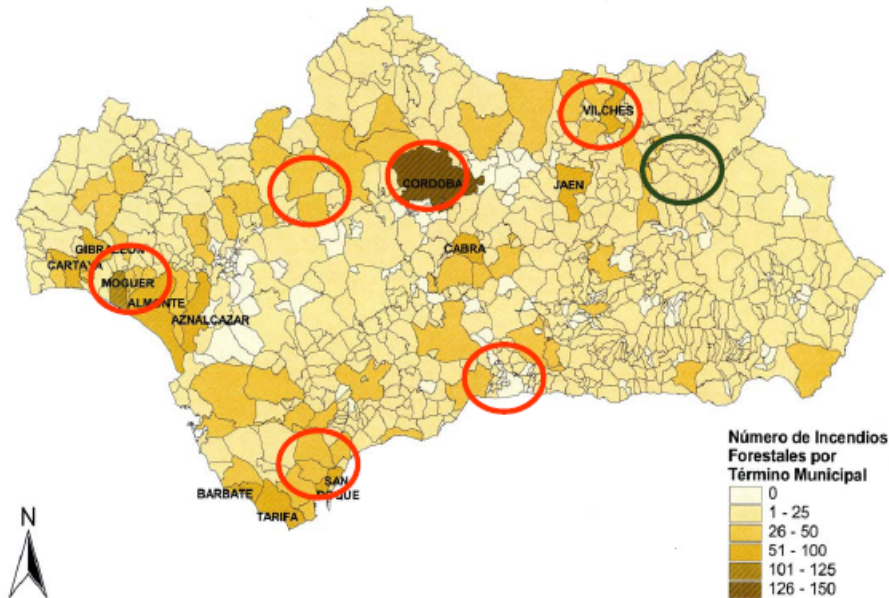 VILCHES
CORDOBA
JAEN
CABRA
GIBRALEON
CARTAYA
MOGUER
ALMONTE
AZNALCAZAR
BARBATE
SAN
ROQUE
TARIFA
N
Número de Incendios
Forestales por
Término Municipal
0
1 - 25
26 - 50
51 - 100
101 - 125
126 - 150